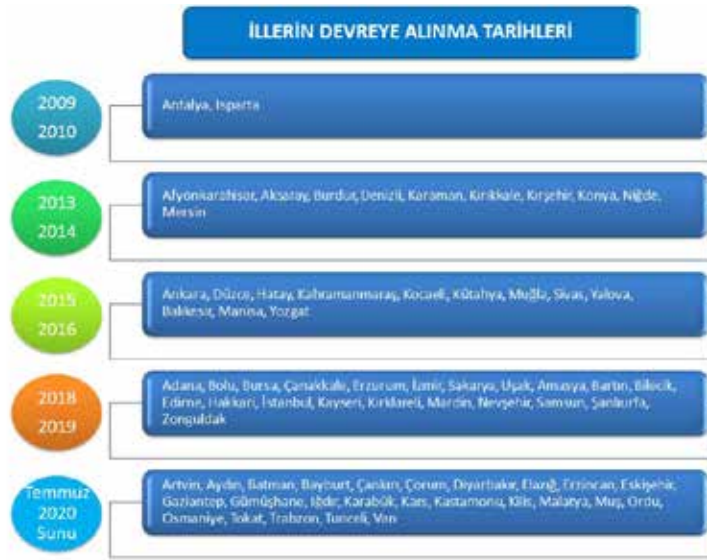 İLLERİN DEVREYE ALINMA TARİHLERİ
2009
2010
Antalya, Isparta
2013
2014
Afyonkarahisar, Aksaray, Burdur, Denizli, Karaman, Kırıkkale, Kırşehir, Konya, Niğde,
Mersin
2015
2016
Ankara, Düzce, Hatay, Kahramanmaraş, Kocaeli, Kütahya, Muğla, Sivas, Yalova,
Balıkesir, Manisa, Yozgat
2018
2019
Adana, Bolu, Bursa, Çanakkale, Erzurum, İzmir, Sakarya, Uşak, Amasya, Bartın, Bilecik,
Edirne, Hakkari, İstanbul, Kayseri, Kırklareli, Mardin, Nevşehir, Samsun, Şanlıurfa,
Zonguldak
Temmuz
2020
Sunu
Artvin, Aydın, Batman, Bayburt, Çankırı, Çorum, Diyarbakır, Elazığ, Erzincan, Eskişehir,
Gaziantep, Gümüşhane, Iğdır, Karabük, Kars, Kastamonu, Kilis, Malatya, Muş, Ordu,
Osmaniye, Tokat, Trabzon, Tunceli, Van